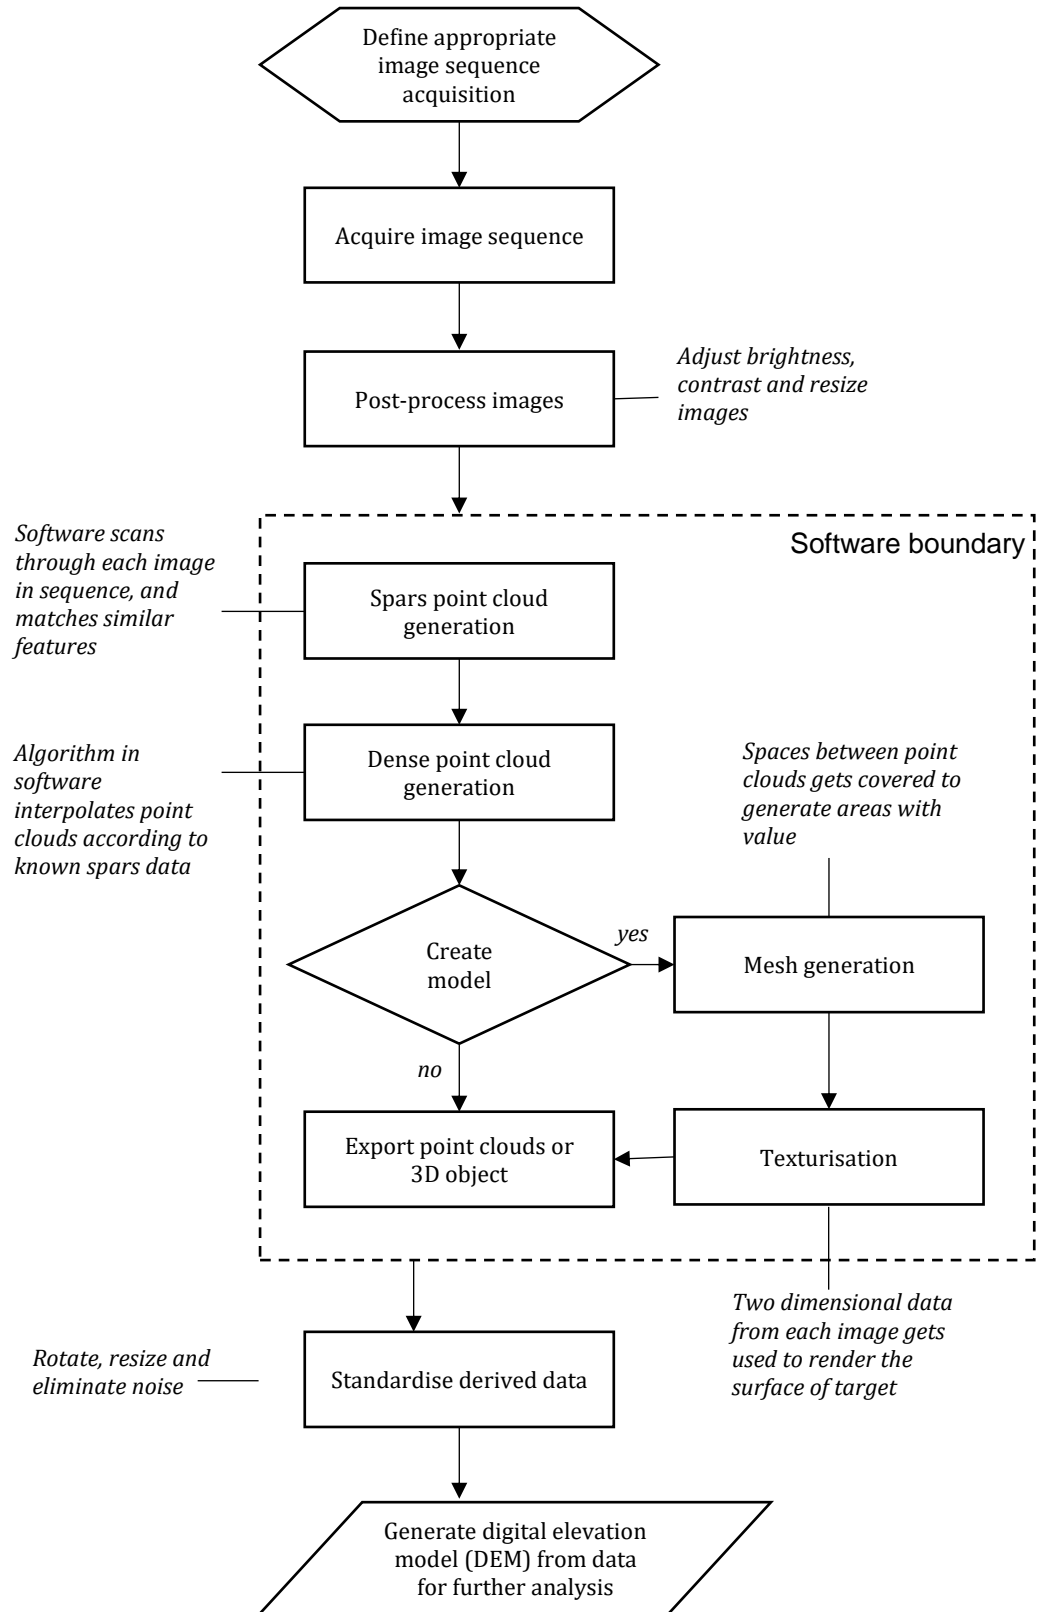 Define appropriate
image sequence
acquisition
Acquire image sequence
Post-process images
Adjust brightness,
contrast and resize
images
Software boundary
Software scans
through each image
in sequence, and
matches similar
features
Spars point cloud
generation
Algorithm in
software
interpolates point
clouds according to
known spars data
Dense point cloud
generation
Spaces between point
clouds gets covered to
generate areas with
value
Create
model
yes
Mesh generation
no
Export point clouds or
3D object
Texturisation
Two dimensional data
from each image gets
used to render the
surface of target
Rotate, resize and
eliminate noise
Standardise derived data
Generate digital elevation
model (DEM) from data
for further analysis